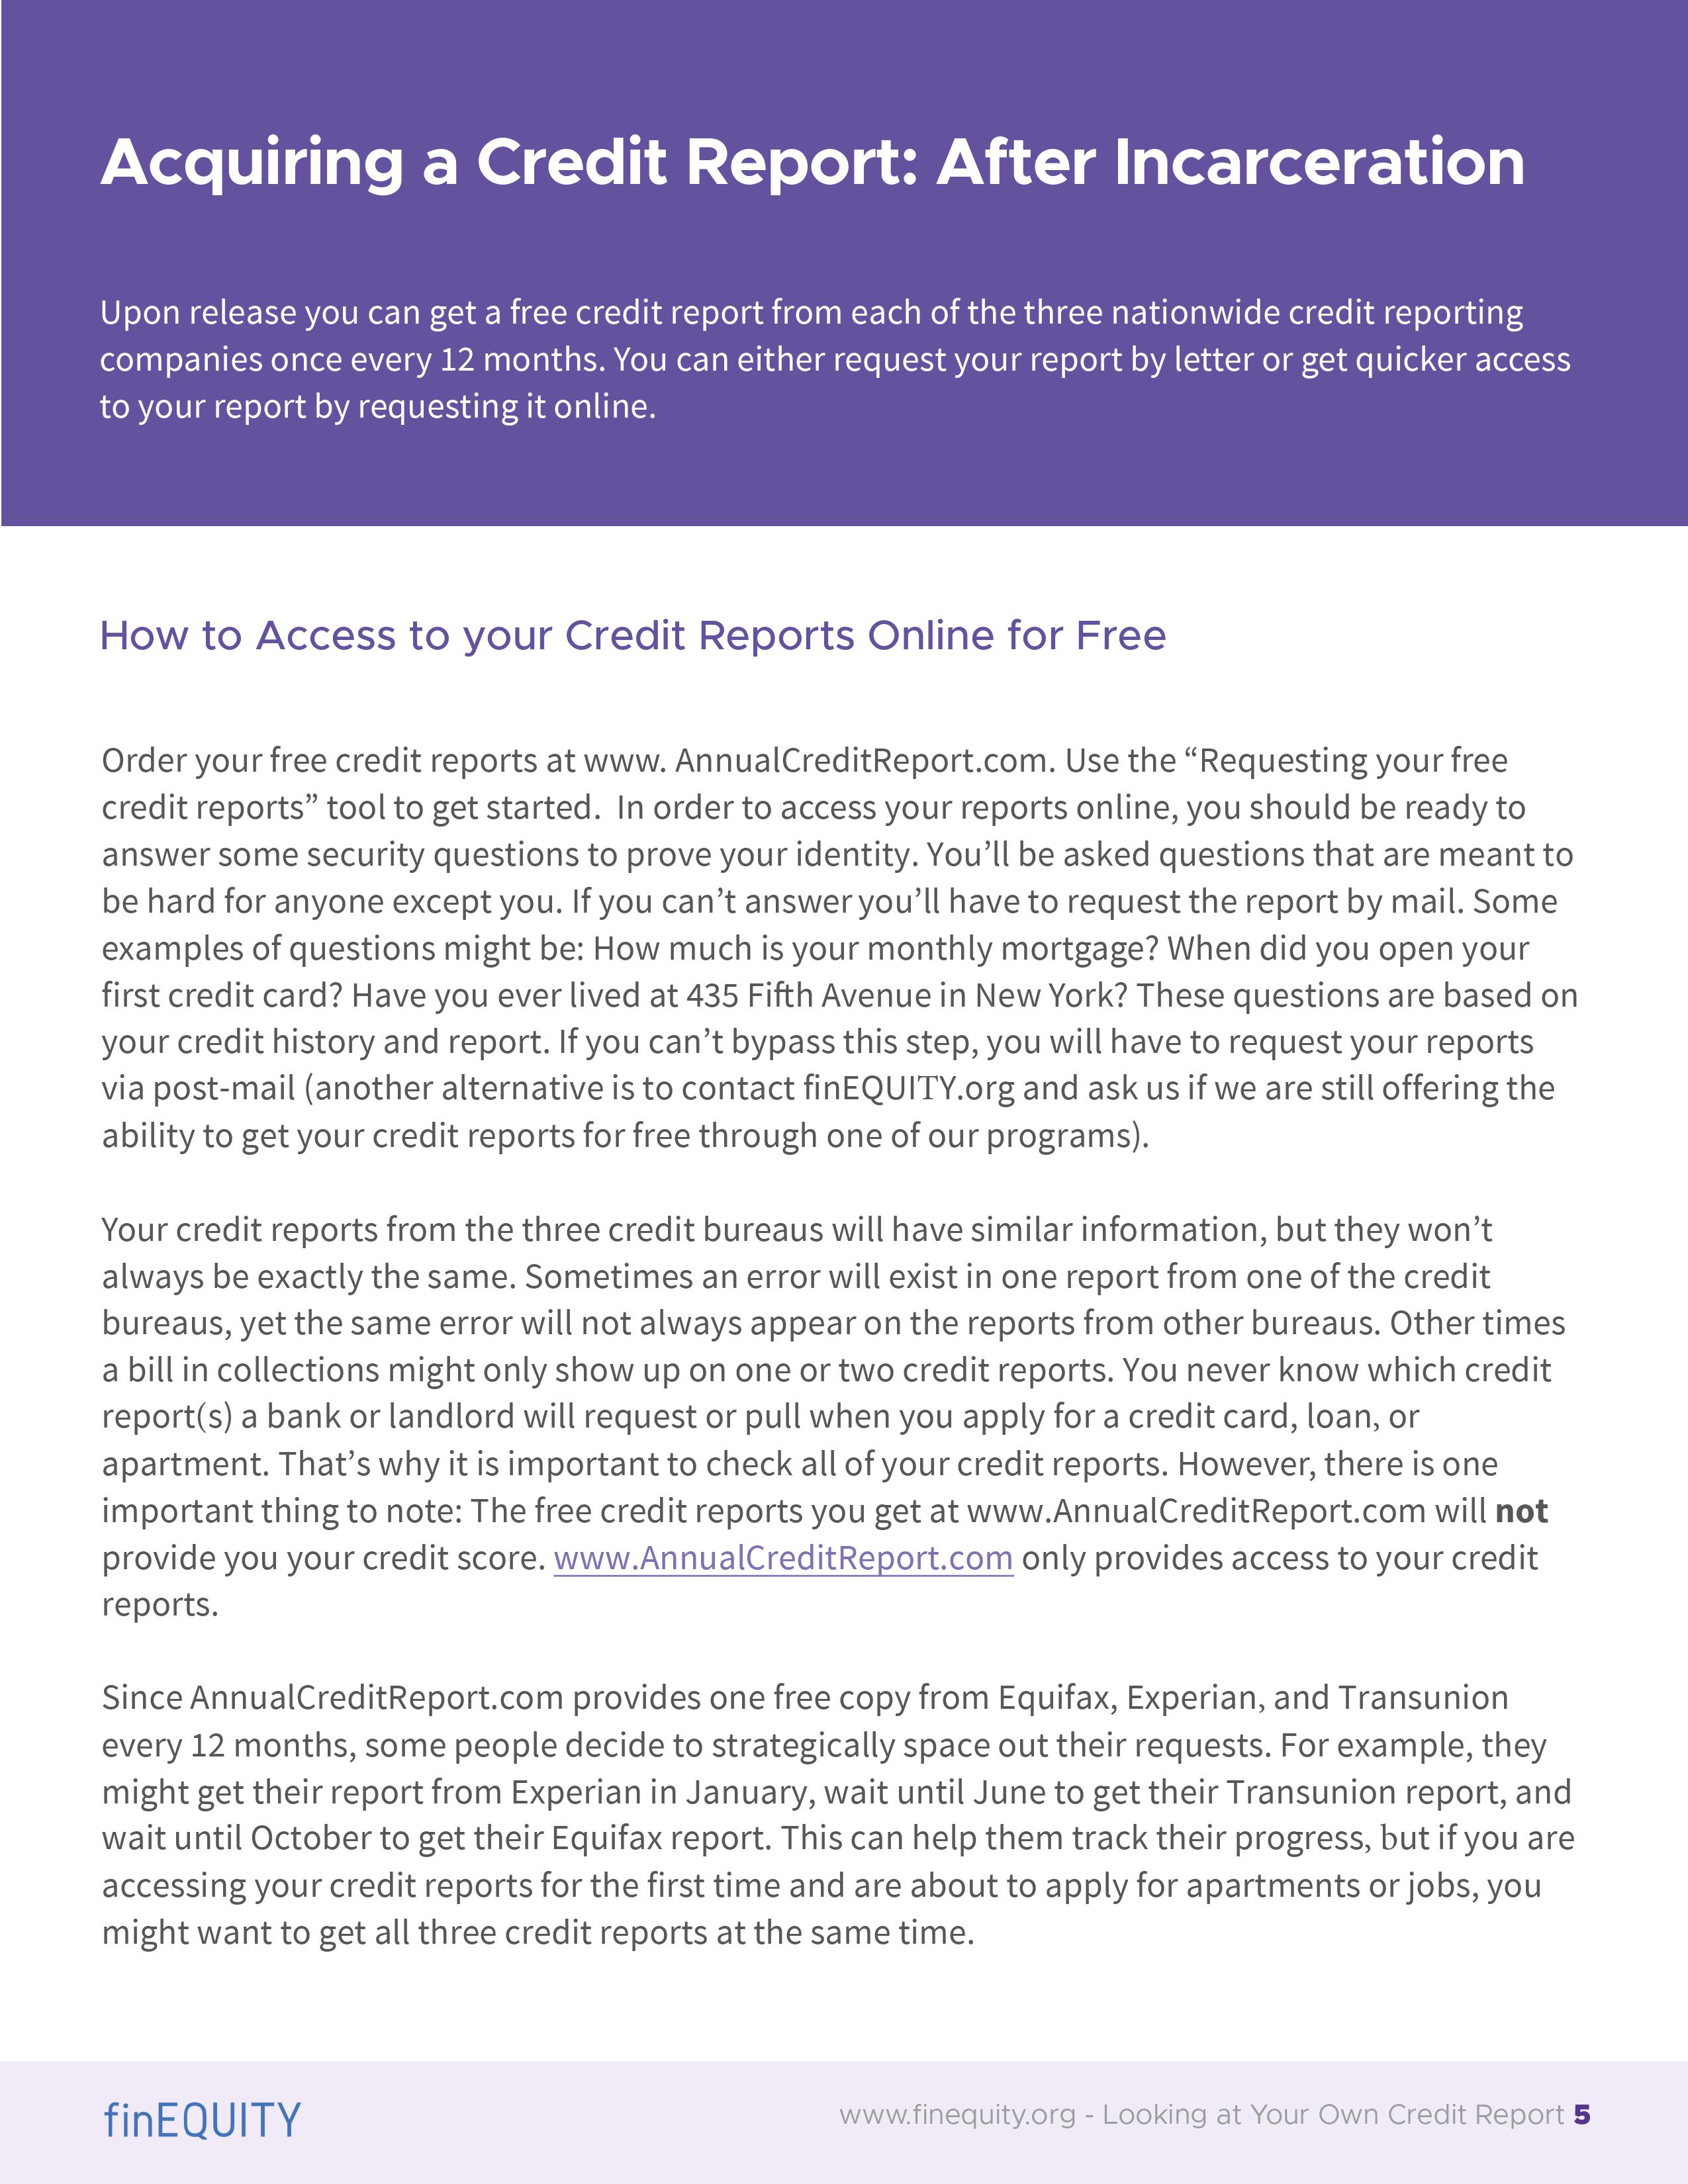 Acquiring a Credit Report: After Incarceration
Upon release you can get a free credit report from each of the three nationwide credit reporting
companies once every 12 months. You can either request your report by letter or get quicker access
to your report by requesting it online.
How to Access to your Credit Reports Online for Free
Order your free credit reports at www. AnnualCreditReport.com. Use the “Requesting your free
credit reports” tool to get started.  In order to access your reports online, you should be ready to
answer some security questions to prove your identity. You’ll be asked questions that are meant to
be hard for anyone except you. If you can’t answer you’ll have to request the report by mail. Some
examples of questions might be: How much is your monthly mortgage? When did you open your
first credit card? Have you ever lived at 435 Fifth Avenue in New York? These questions are based on
your credit history and report. If you can’t bypass this step, you will have to request your reports
via post-mail (another alternative is to contact finEQUITY.org and ask us if we are still offering the
ability to get your credit reports for free through one of our programs).
Your credit reports from the three credit bureaus will have similar information, but they won’t
always be exactly the same. Sometimes an error will exist in one report from one of the credit
bureaus, yet the same error will not always appear on the reports from other bureaus. Other times
a bill in collections might only show up on one or two credit reports. You never know which credit
report(s) a bank or landlord will request or pull when you apply for a credit card, loan, or
apartment. That’s why it is important to check all of your credit reports. However, there is one
important thing to note: The free credit reports you get at www.AnnualCreditReport.com will not
provide you your credit score. www.AnnualCreditReport.com only provides access to your credit
reports.
Since AnnualCreditReport.com provides one free copy from Equifax, Experian, and Transunion
every 12 months, some people decide to strategically space out their requests. For example, they
might get their report from Experian in January, wait until June to get their Transunion report, and
wait until October to get their Equifax report. This can help them track their progress, but if you are
accessing your credit reports for the first time and are about to apply for apartments or jobs, you
might want to get all three credit reports at the same time.
finEQUITY
www.finequity.org - Looking at Your Own Credit Report 5